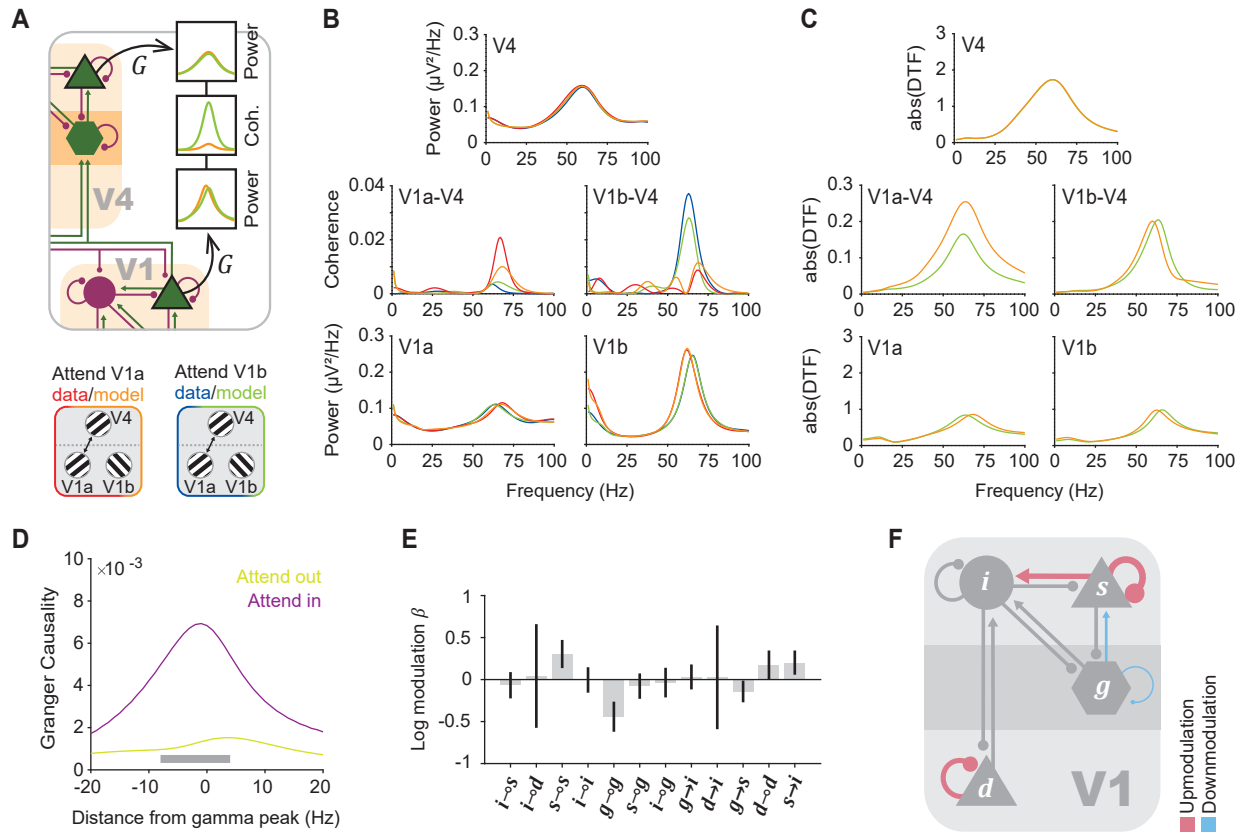 A
G
Power
Coh.
Power
V4
V1
G
Attend V1a
data/model
V4
V1a
V1b
Attend V1b
data/model
V4
V1a
V1b
B
V4
Power (µV²/Hz)
0.3
0.2
0.1
0
0 25 50 75 100
V1a-V4
V1b-V4
Coherence
0.04
0.02
0
0 25 50 75 100
0 25 50 75 100
V1a
V1b
Power (µV²/Hz)
0.3
0.2
0.1
0
0 25 50 75 100
0 25 50 75 100
Frequency (Hz)
C
V4
abs(DTF)
3
2
1
0
0 25 50 75 100
V1a-V4
V1b-V4
abs(DTF)
0.3
0.2
0.1
0
0 25 50 75 100
0 25 50 75 100
V1a
V1b
abs(DTF)
3
2
1
0
0 25 50 75 100
0 25 50 75 100
Frequency (Hz)
D
×10 -3
10
8
6
4
2
0
Attend out
Attend in
Granger Causality
-20 -10 0 10 20
Distance from gamma peak (Hz)
E
Log modulation β
1
0.5
0
-0.5
-1
i⊸s
i⊸d
s⊸s
i⊸i
g⊸g
s⊸g
i⊸g
g→i
d→i
g→s
d⊸d
s→i
F
i
s
g
d
V1
Upmodulation
Downmodulation